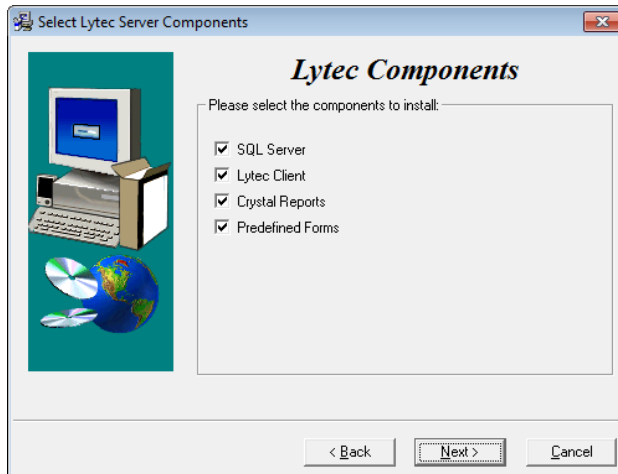 Select Lytec Server Components
Lytec Components
Please select the components to install:
SQL Server
Lytec Client
Crystal Reports
Predefined Forms
< Back
Next >
Cancel